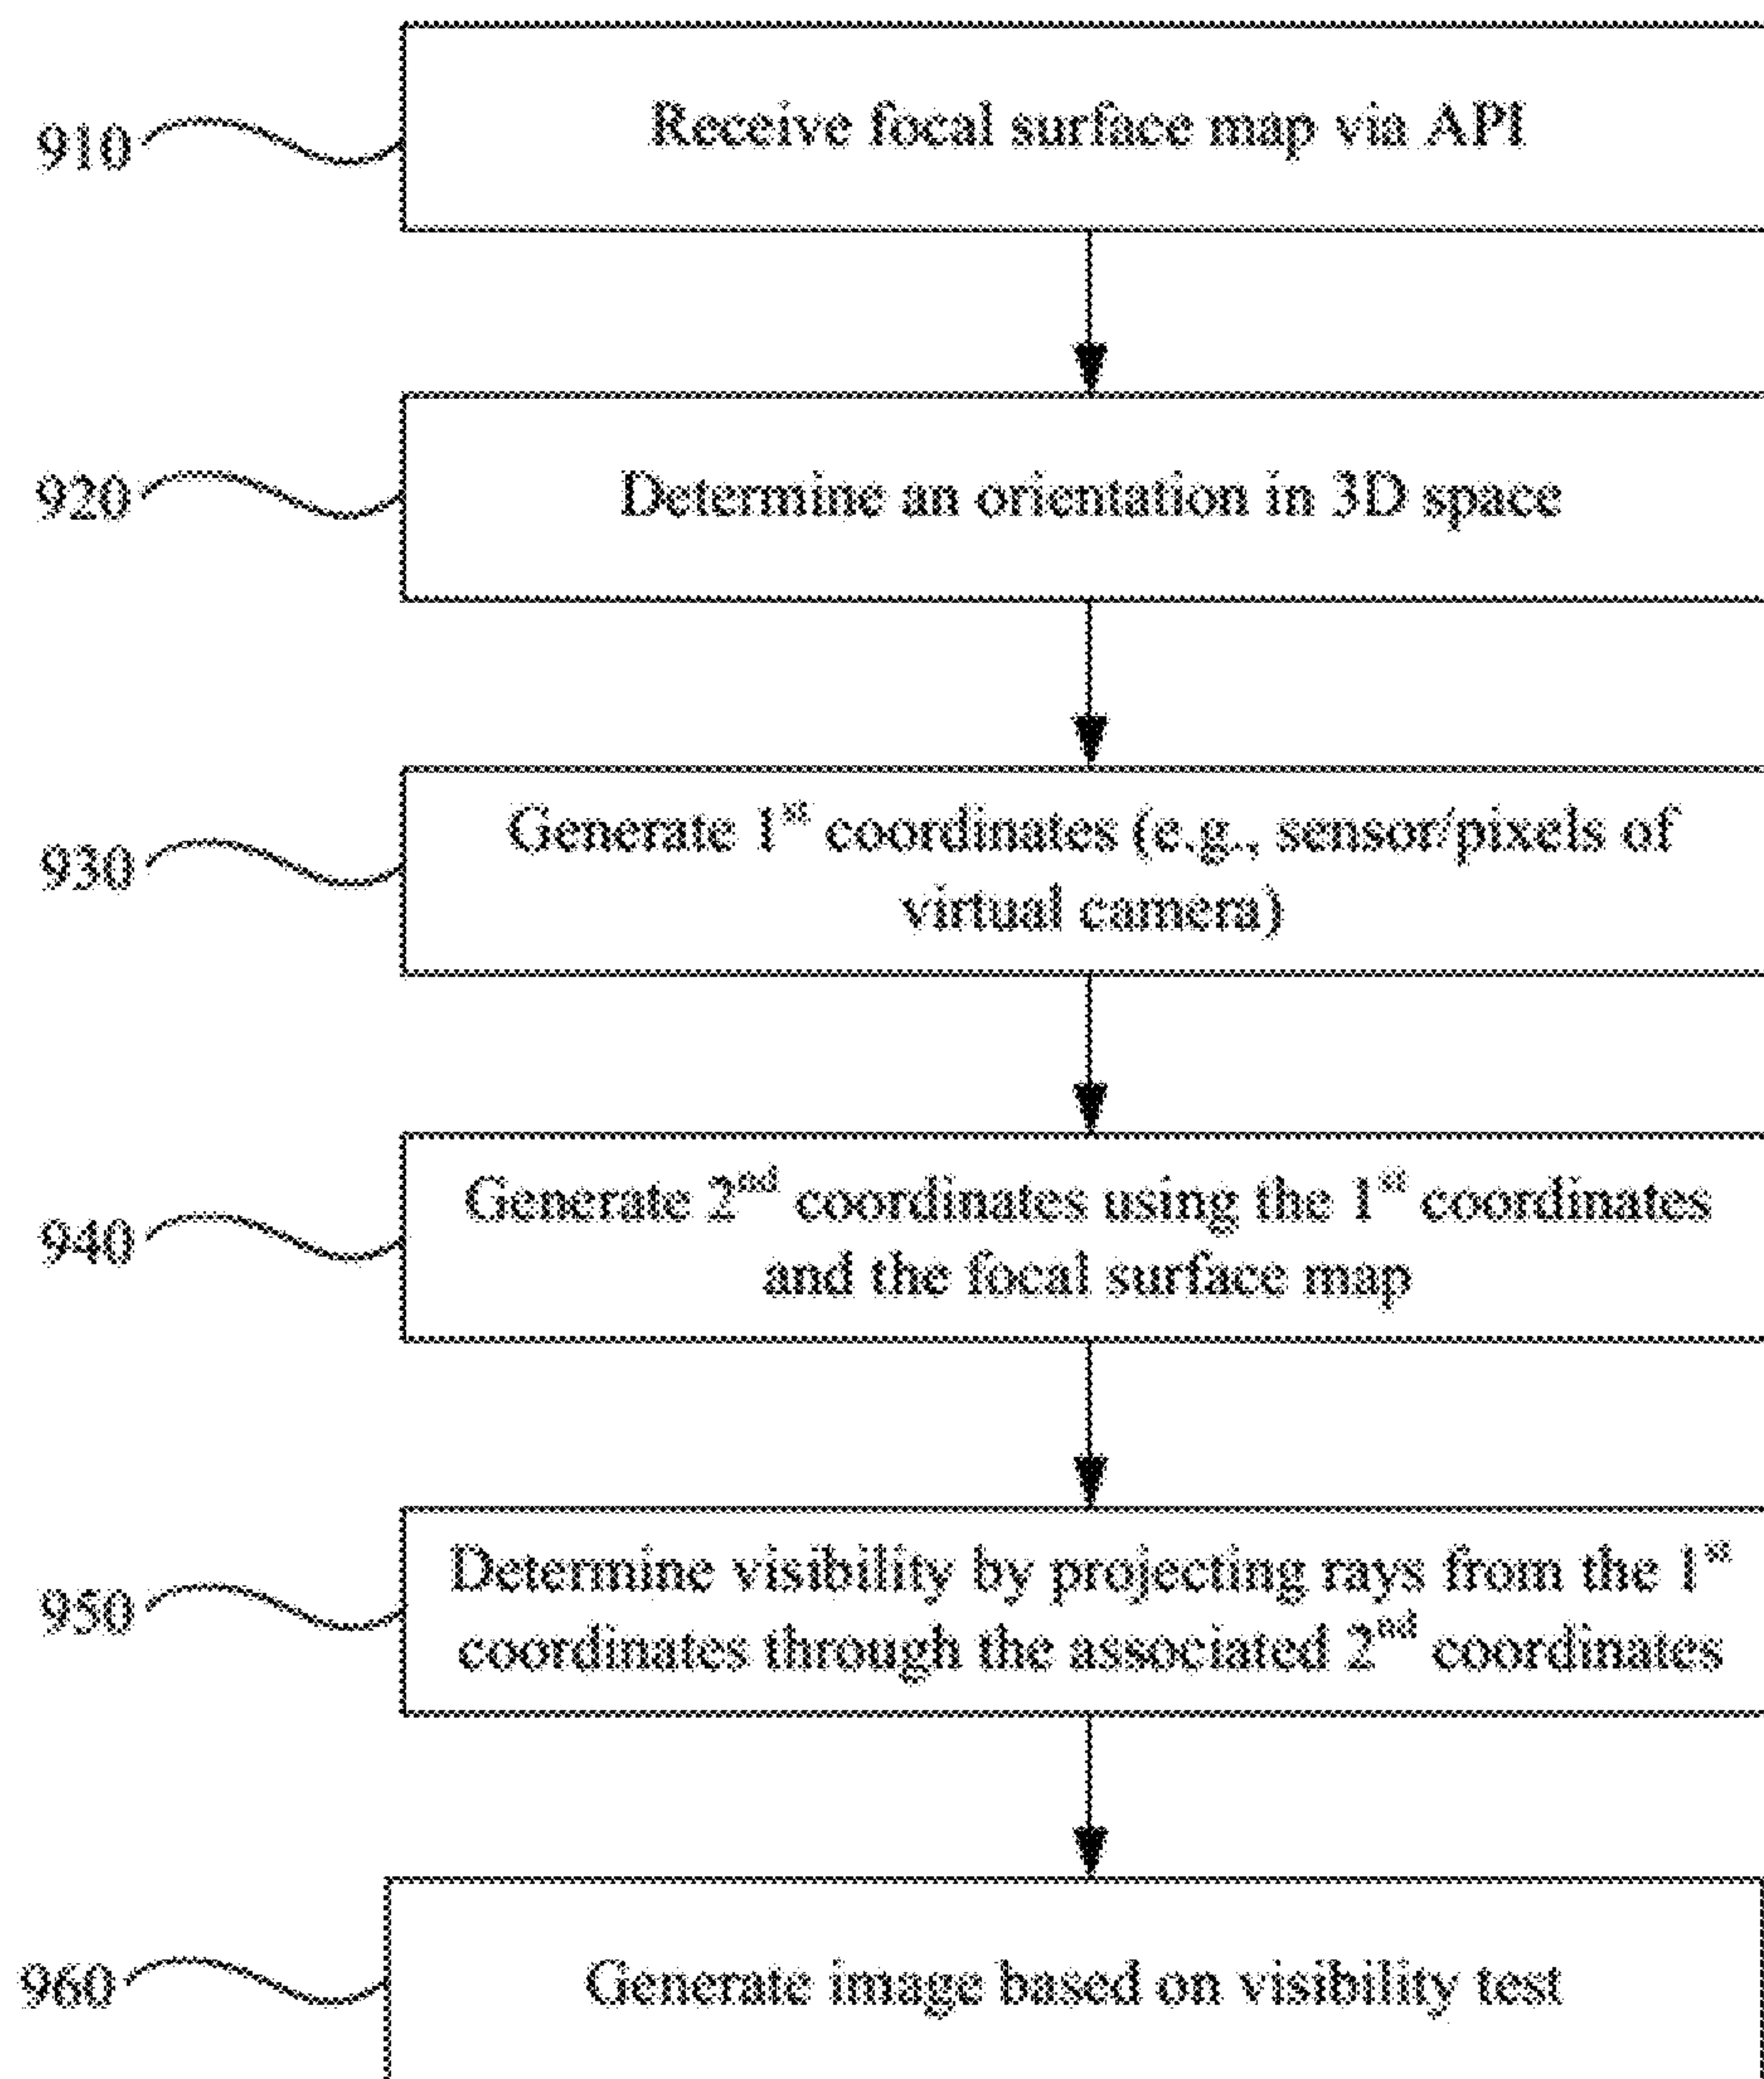 910
Receive focal surface map via API
920
Determine an orientation in 3D space
930
Generate 1st coordinates (e.g., sensor/pixels of
virtual camera)
940
Generate 2nd coordinates using the 1st coordinates
and the focal surface map
950
Determine visibility by projecting rays from the 1st
coordinates through the associated 2nd coordinates
960
Generate image based on visibility test